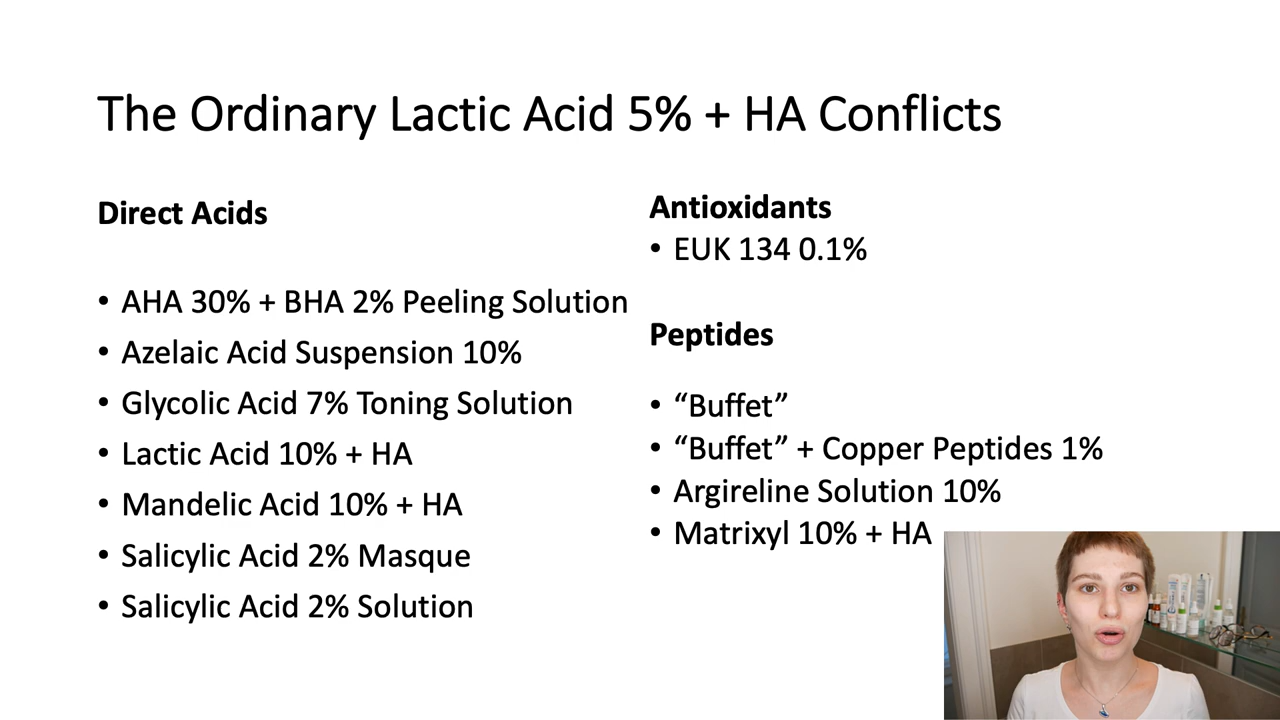 The Ordinary Lactic Acid 5% + HA Conflicts
Direct Acids
• AHA 30% + BHA 2% Peeling Solution
• Azelaic Acid Suspension 10%
• Glycolic Acid 7% Toning Solution
• Lactic Acid 10% + HA
• Mandelic Acid 10% + HA
• Salicylic Acid 2% Masque
• Salicylic Acid 2% Solution
Antioxidants
• EUK 134 0.1%
Peptides
• “Buffet”
• “Buffet” + Copper Peptides 1%
• Argireline Solution 10%
• Matrixyl 10% + HA